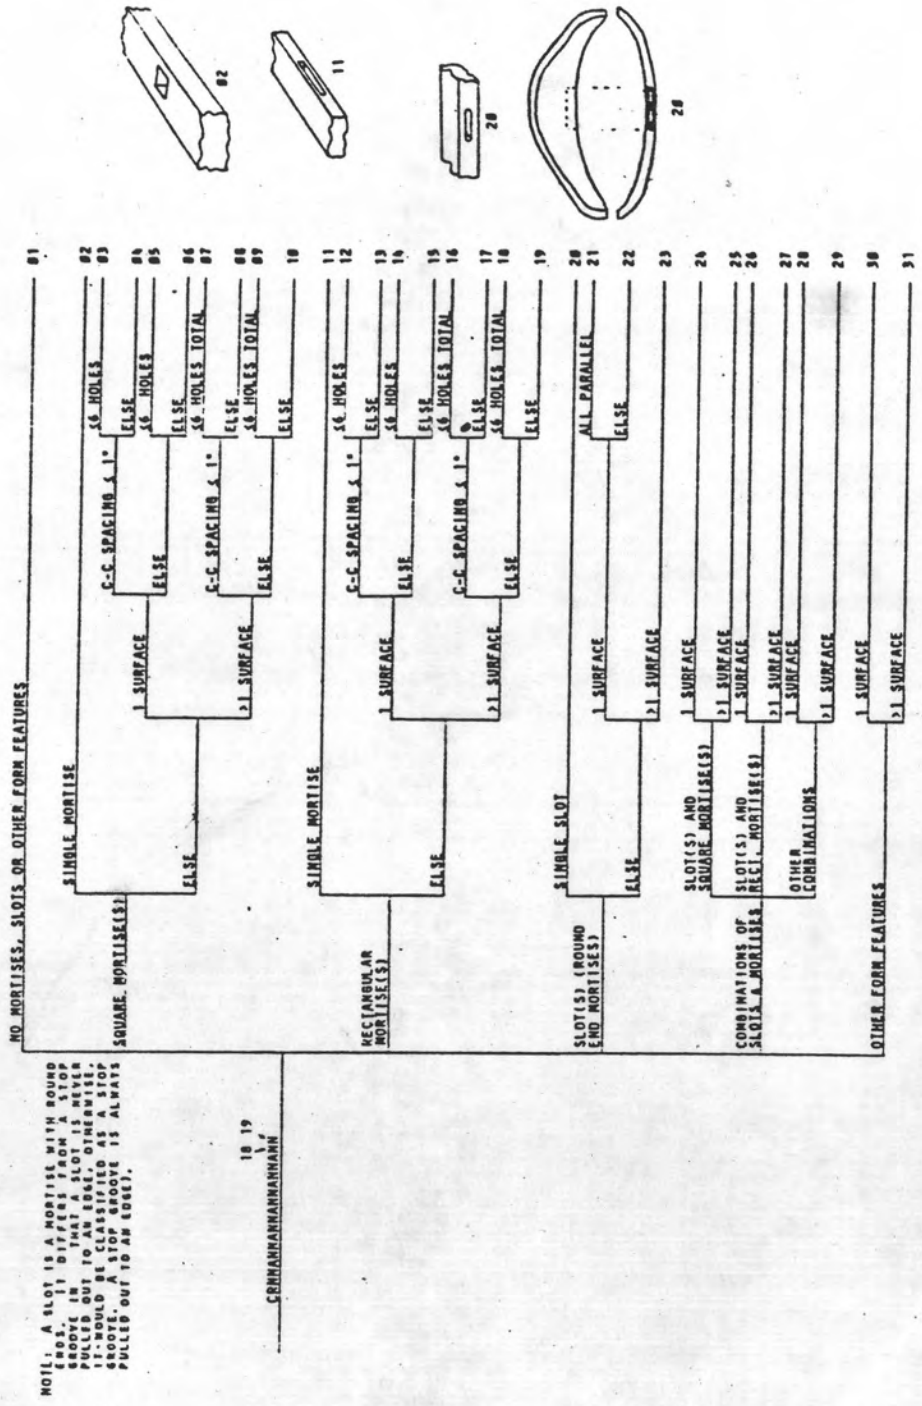 NOTE: A SLOT IS A MORTISE WITH ROUND
ENDS. IT DIFFERS FROM A STOP
GROOVE IN THAT A SLOT IS NEVER
PULLED OUT TO AN EDGE. OTHERWISE,
IT WOULD BE CLASSIFIED AS A STOP
GROOVE. A STOP GROOVE IS ALWAYS
PULLED OUT TO AN EDGE).
18 19
NO MORTISES, SLOTS OR OTHER FORM FEATURES 01
SQUARE MORTISE(S)
SINGLE MORTISE 02
ELSE
1 SURFACE
C-C SPACING ≤ 1"
≤6 HOLES 03
ELSE 04
ELSE
≤6 HOLES 05
ELSE 06
>1 SURFACE
C-C SPACING ≤ 1"
≤6 HOLES TOTAL 07
ELSE 08
ELSE
≤6 HOLES TOTAL 09
ELSE 10
RECTANGULAR
MORTISE(S)
SINGLE MORTISE 11
ELSE
1 SURFACE
C-C SPACING ≤ 1"
≤6 HOLES 12
ELSE 13
ELSE
≤6 HOLES 14
ELSE 15
>1 SURFACE
C-C SPACING ≤ 1"
≤6 HOLES TOTAL 16
ELSE 17
ELSE
≤6 HOLES TOTAL 18
ELSE 19
SLOT(S) (ROUND
END MORTISES)
SINGLE SLOT 20
ELSE
1 SURFACE
ALL PARALLEL 21
ELSE 22
>1 SURFACE 23
COMBINATIONS OF
SLOTS & MORTISES
SLOT(S) AND
SQUARE MORTISE(S)
1 SURFACE 24
>1 SURFACE 25
SLOT(S) AND
RECT. MORTISE(S)
1 SURFACE 26
>1 SURFACE 27
OTHER
COMBINATIONS
1 SURFACE 28
>1 SURFACE 29
OTHER FORM FEATURE
1 SURFACE 30
>1 SURFACE 31
02
11
20
20